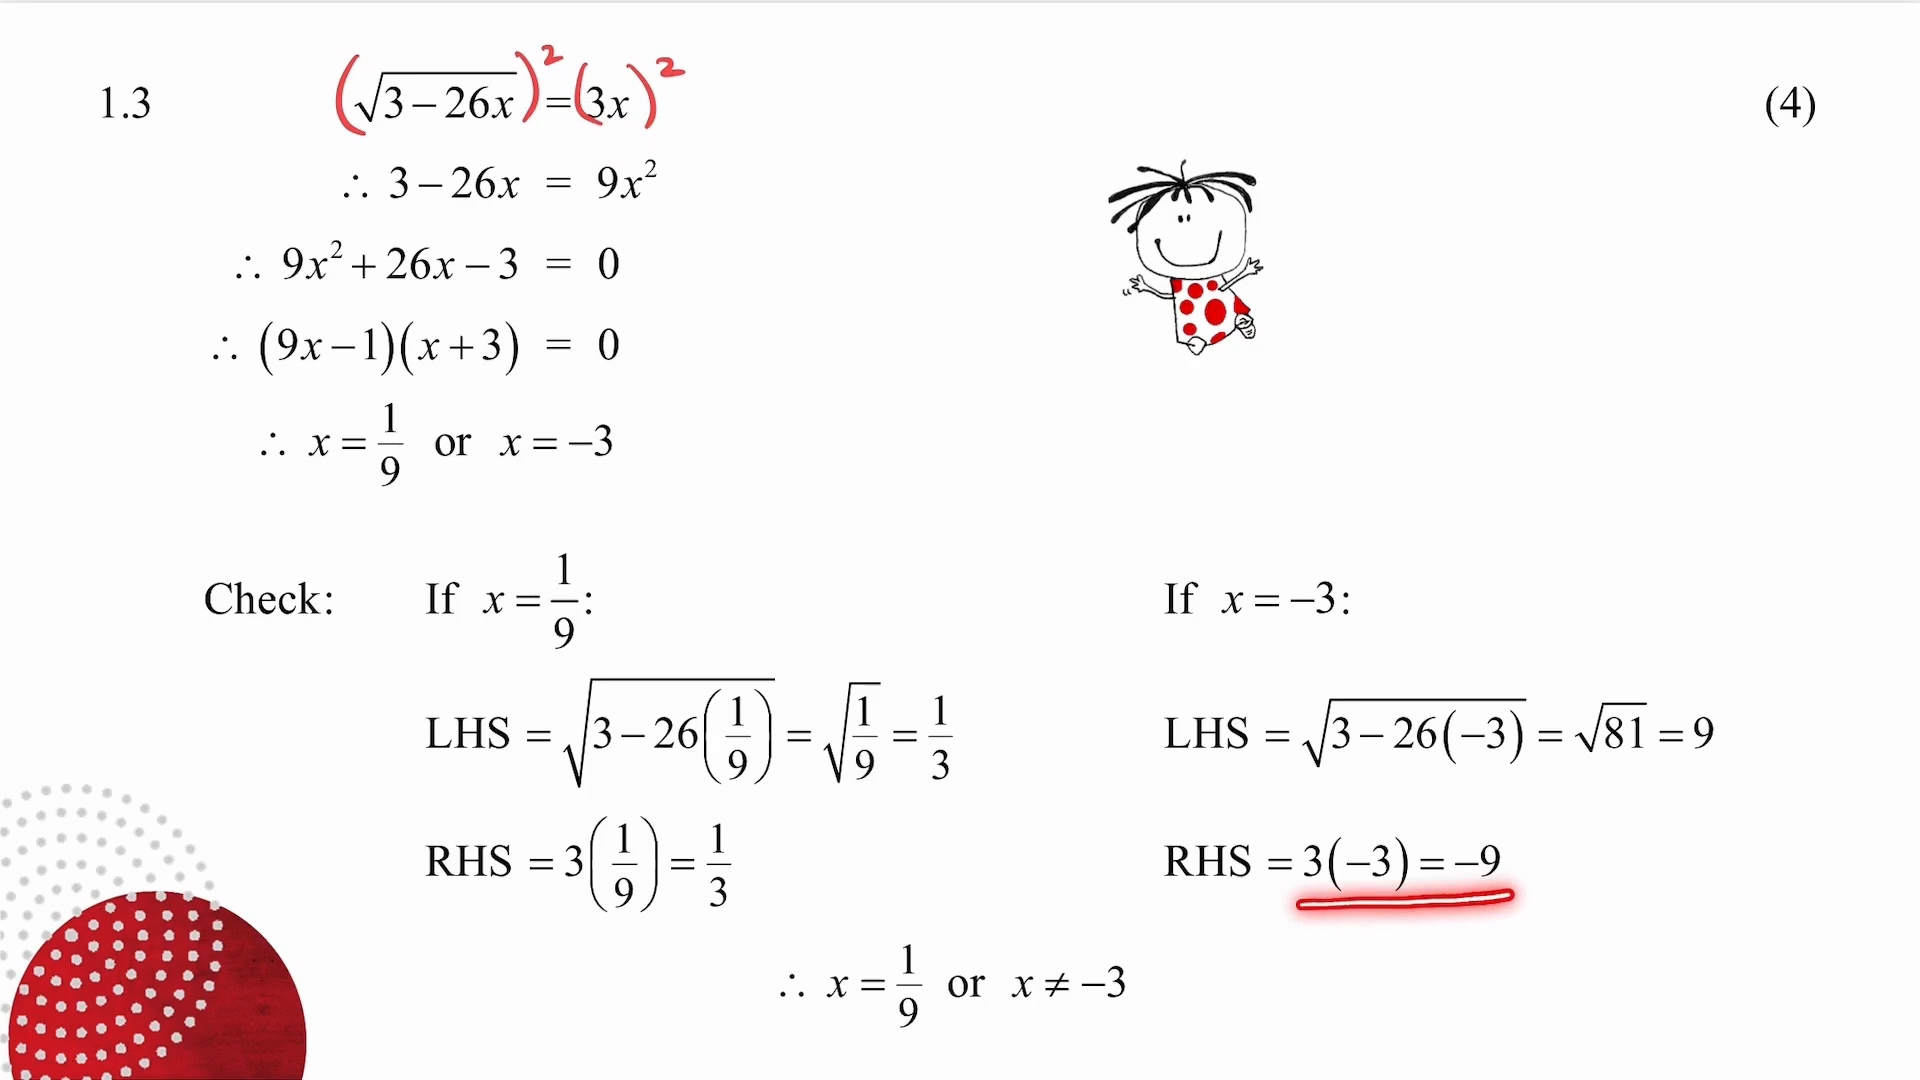 1.3 (√(3 − 26x))² = (3x)² (4)
∴ 3 − 26x = 9x²
∴ 9x² + 26x − 3 = 0
∴ (9x − 1)(x + 3) = 0
∴ x = 1/9 or x = −3
Check: If x = 1/9: If x = −3:
LHS = √(3 − 26(1/9)) = √(1/9) = 1/3 LHS = √(3 − 26(−3)) = √81 = 9
RHS = 3(1/9) = 1/3 RHS = 3(−3) = −9
∴ x = 1/9 or x ≠ −3